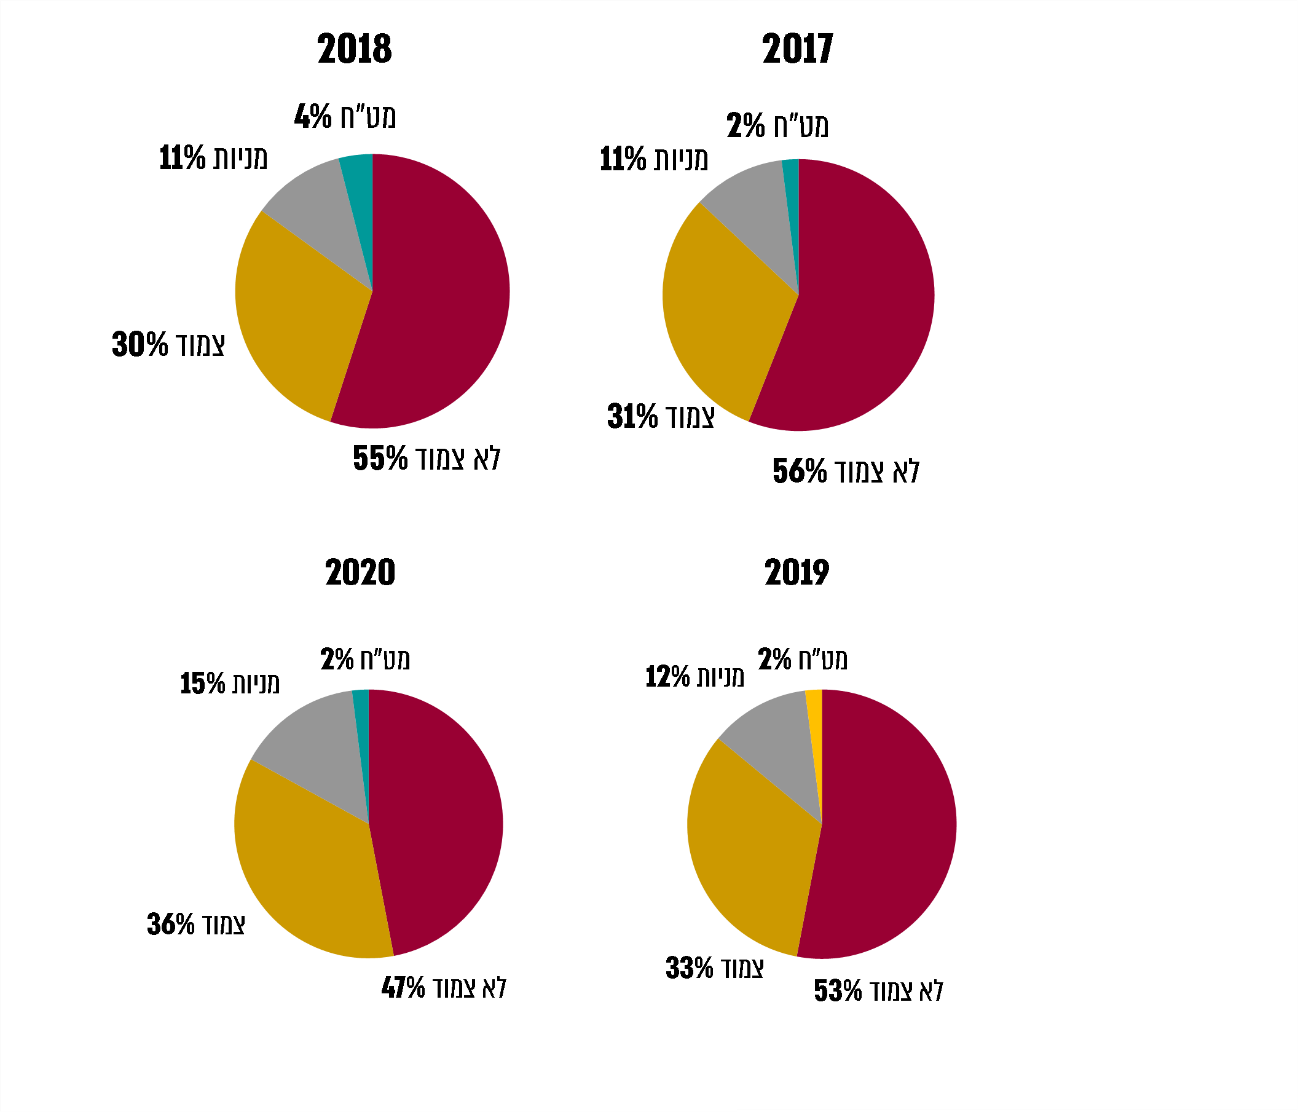 2017
מט"ח 2%
מניות 11%
צמוד 31%
לא צמוד 56%
2018
מט"ח 4%
מניות 11%
צמוד 30%
לא צמוד 55%
2019
מט"ח 2%
מניות 12%
צמוד 33%
לא צמוד 53%
2020
מט"ח 2%
מניות 15%
צמוד 36%
לא צמוד 47%